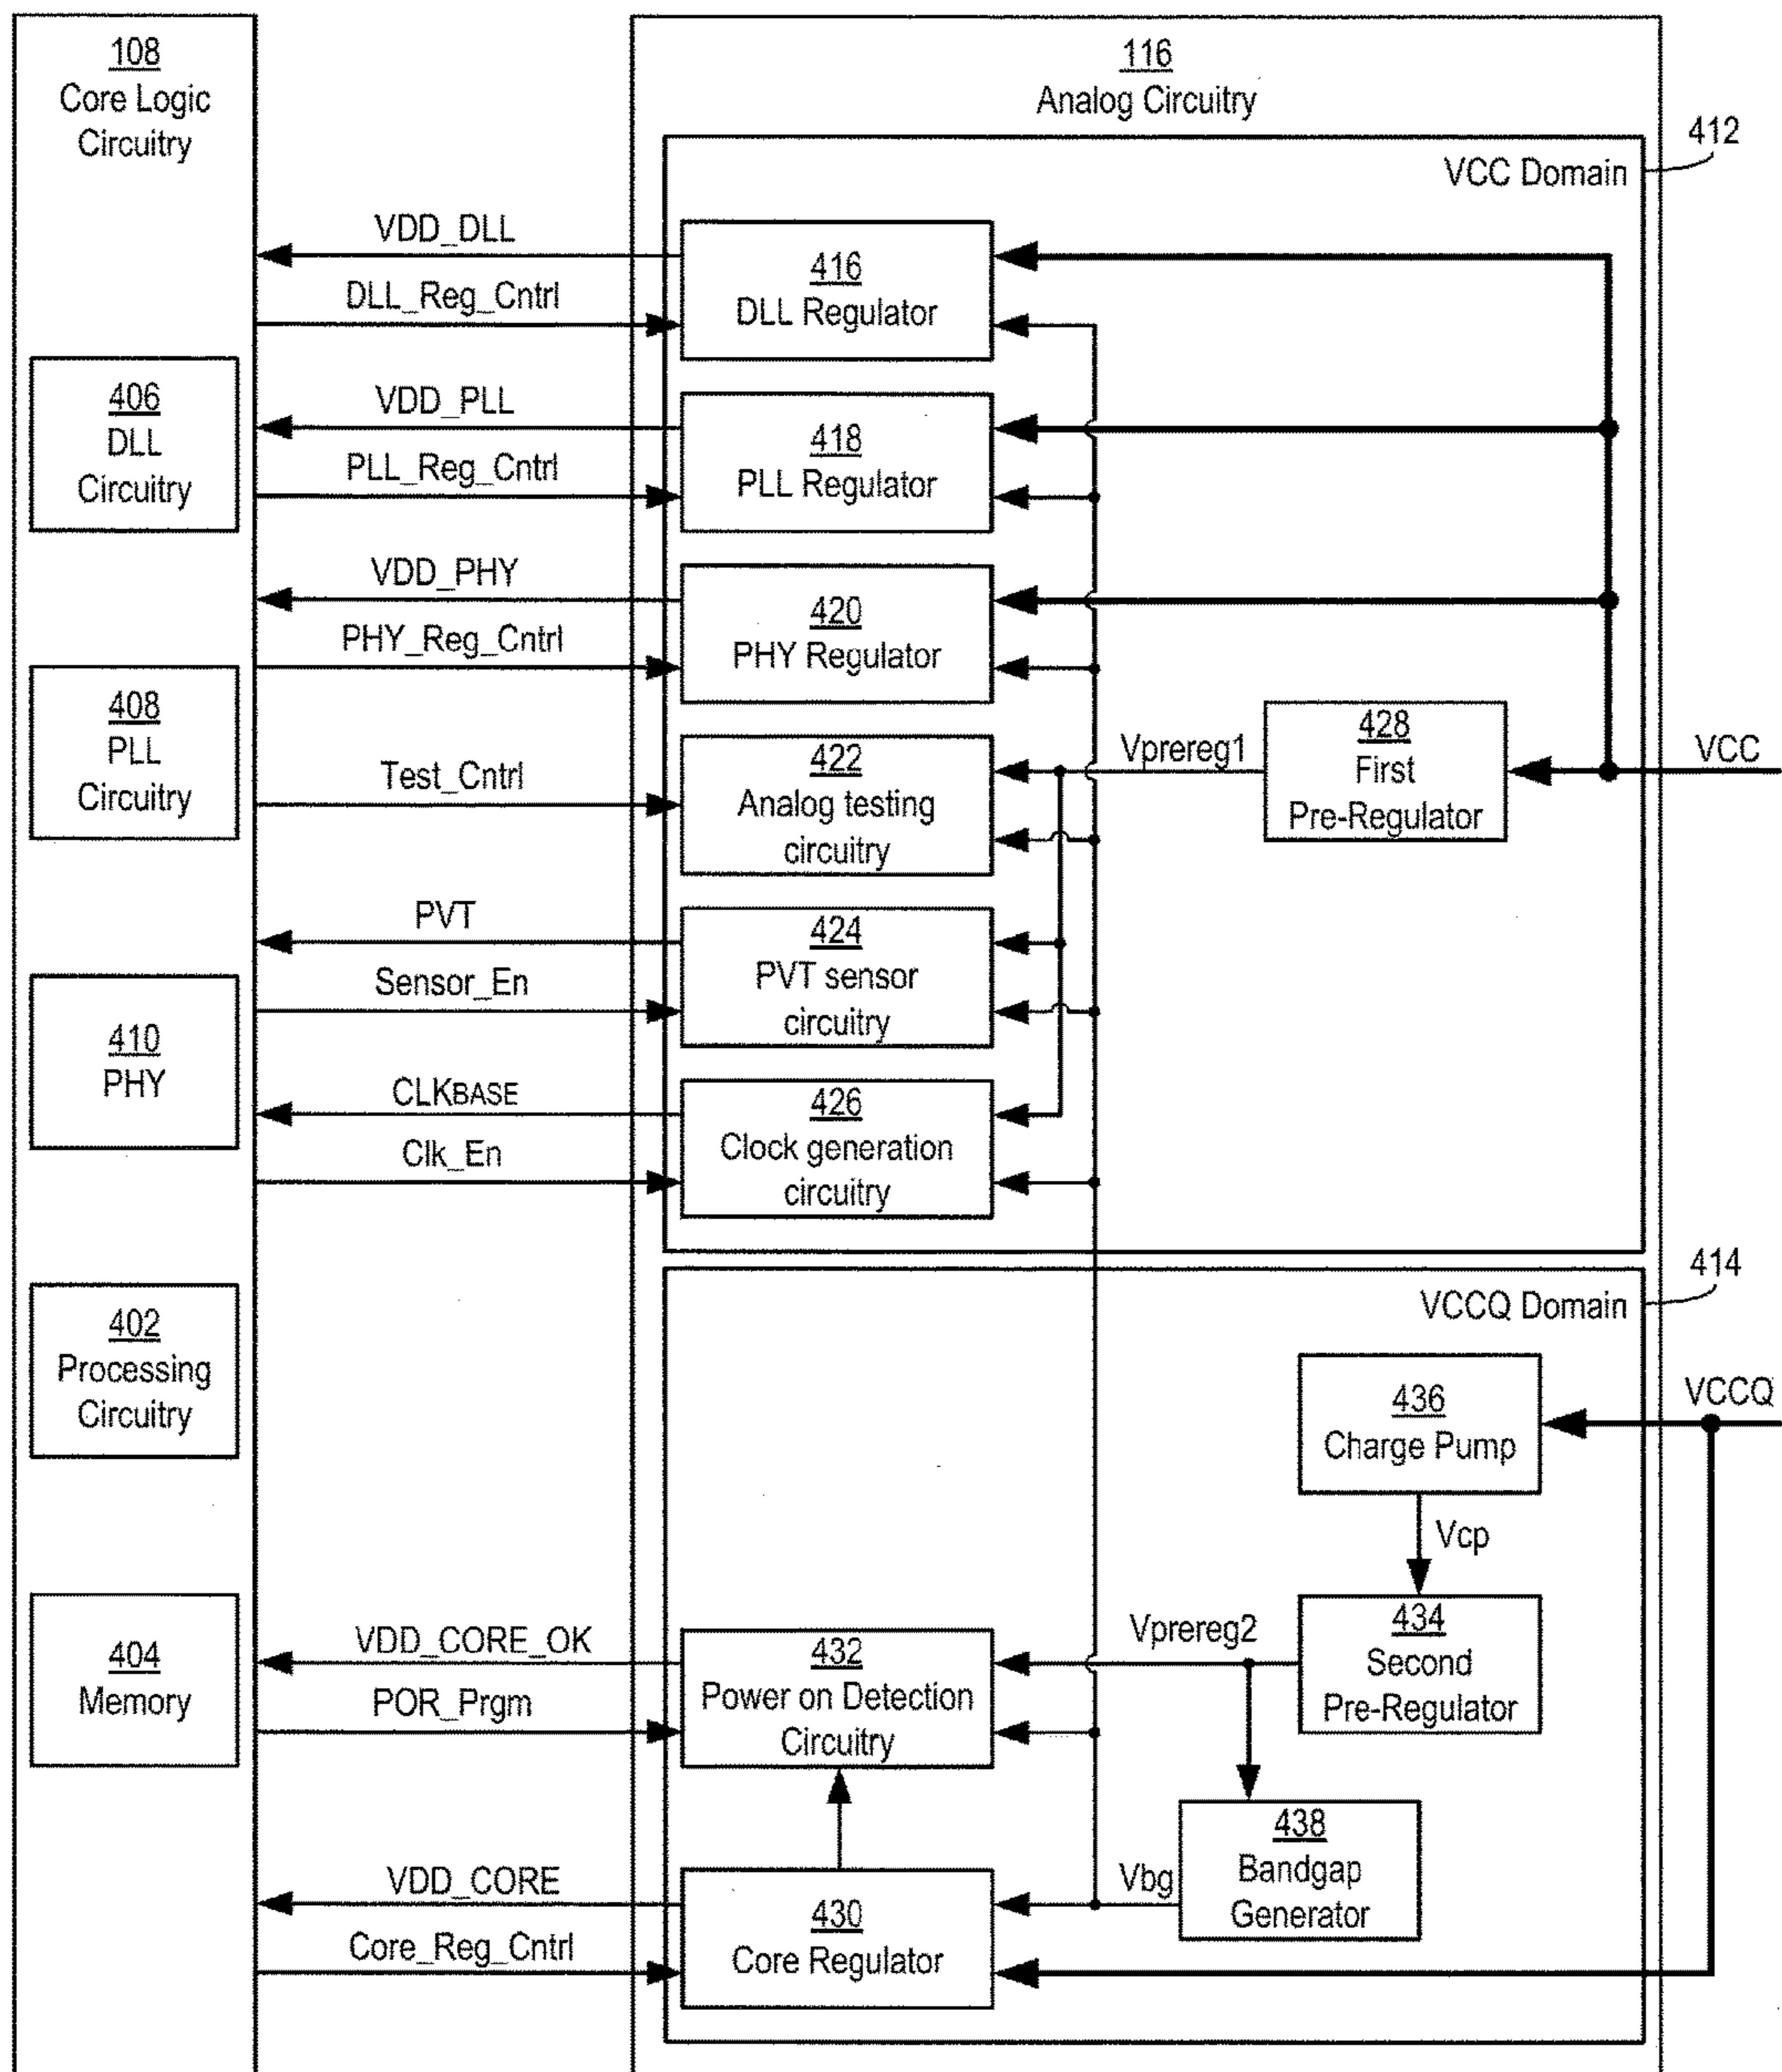 108
Core Logic
Circuitry
116
Analog Circuitry
412
VCC Domain
VDD_DLL
DLL_Reg_Cntrl
416
DLL Regulator
406
DLL
Circuitry
VDD_PLL
PLL_Reg_Cntrl
418
PLL Regulator
VDD_PHY
PHY_Reg_Cntrl
420
PHY Regulator
408
PLL
Circuitry
Test_Cntrl
422
Analog testing
circuitry
Vprereg1
428
First
Pre-Regulator
VCC
PVT
Sensor_En
424
PVT sensor
circuitry
410
PHY
CLKBASE
Clk_En
426
Clock generation
circuitry
414
VCCQ Domain
402
Processing
Circuitry
436
Charge Pump
VCCQ
Vcp
404
Memory
VDD_CORE_OK
POR_Prgm
432
Power on Detection
Circuitry
Vprereg2
434
Second
Pre-Regulator
438
Bandgap
Generator
Vbg
VDD_CORE
Core_Reg_Cntrl
430
Core Regulator